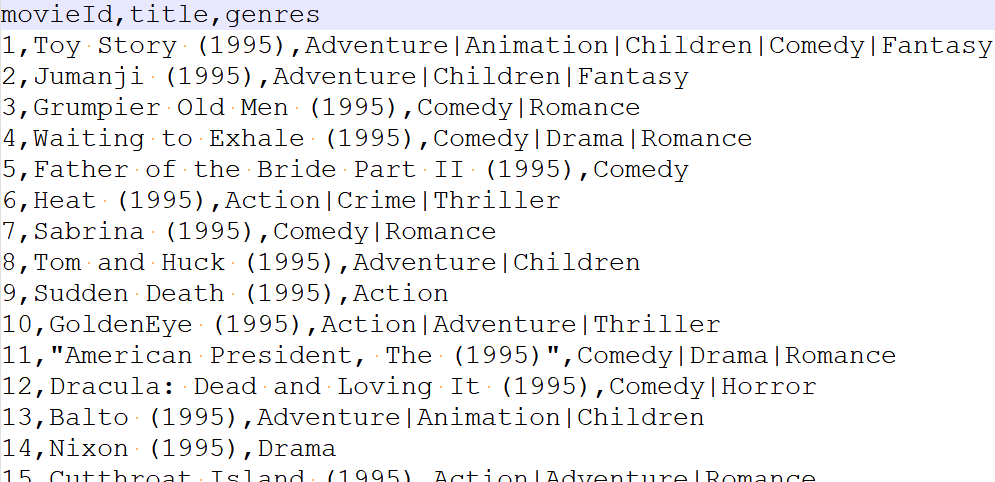 movieId,title,genres
1,Toy Story (1995),Adventure|Animation|Children|Comedy|Fantasy
2,Jumanji (1995),Adventure|Children|Fantasy
3,Grumpier Old Men (1995),Comedy|Romance
4,Waiting to Exhale (1995),Comedy|Drama|Romance
5,Father of the Bride Part II (1995),Comedy
6,Heat (1995),Action|Crime|Thriller
7,Sabrina (1995),Comedy|Romance
8,Tom and Huck (1995),Adventure|Children
9,Sudden Death (1995),Action
10,GoldenEye (1995),Action|Adventure|Thriller
11,"American President, The (1995)",Comedy|Drama|Romance
12,Dracula: Dead and Loving It (1995),Comedy|Horror
13,Balto (1995),Adventure|Animation|Children
14,Nixon (1995),Drama
15,Cutthroat Island (1995),Action|Adventure|Romance